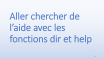 Aller chercher de
l'aide avec les
fonctions dir et help